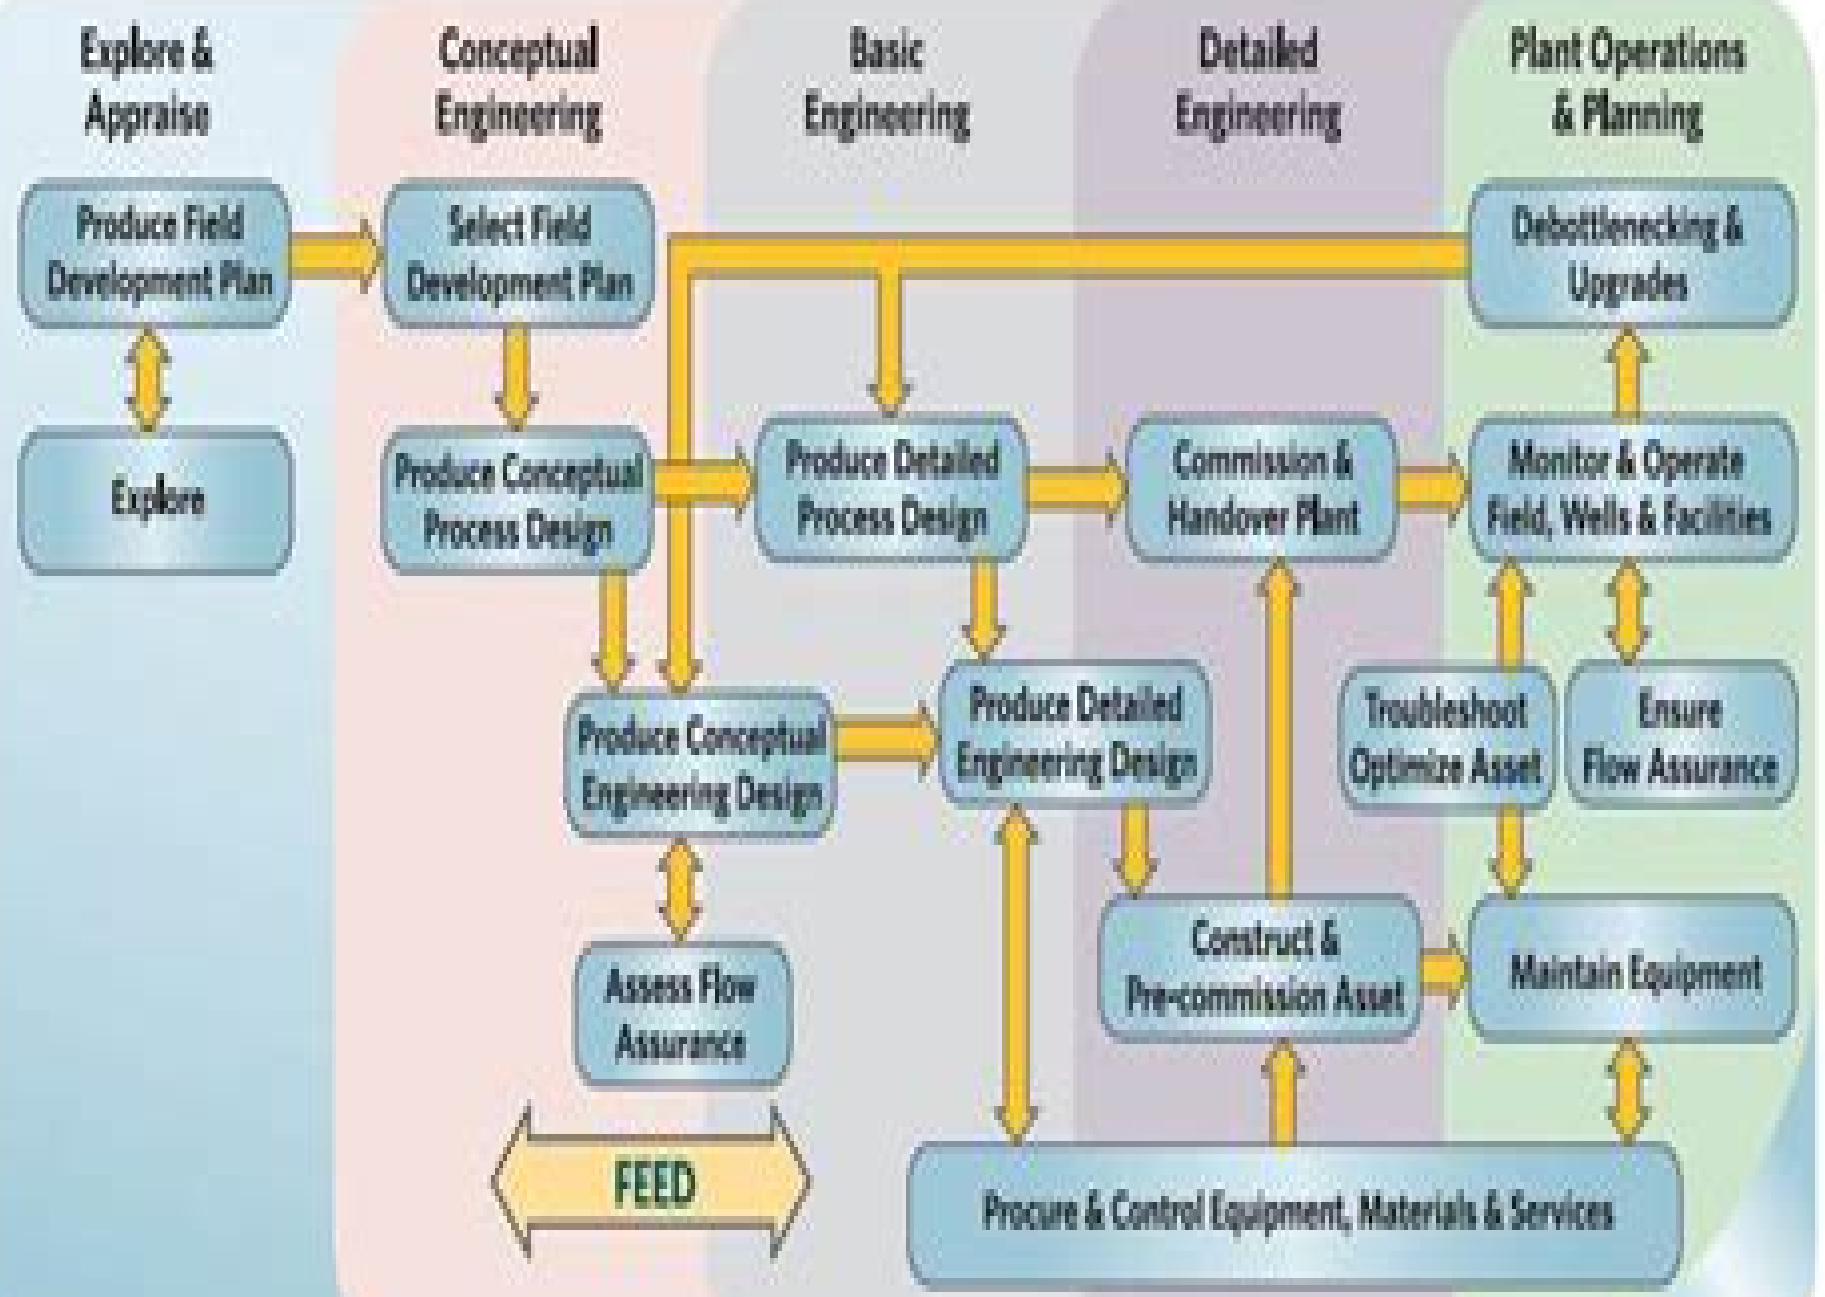 Explore &
Appraise
Conceptual
Engineering
Basic
Engineering
Detailed
Engineering
Plant Operations
& Planning
Produce Field
Development Plan
Select Field
Development Plan
Debottlenecking &
Upgrades
Explore
Produce Conceptual
Process Design
Produce Detailed
Process Design
Commission &
Handover Plant
Monitor & Operate
Field, Wells & Facilities
Produce Conceptual
Engineering Design
Produce Detailed
Engineering Design
Troubleshoot
Optimize Asset
Ensure
Flow Assurance
Assess Flow
Assurance
Construct &
Pre-commission Asset
Maintain Equipment
FEED
Procure & Control Equipment, Materials & Services